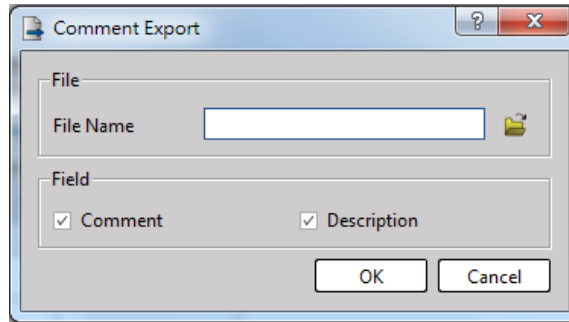 Comment Export
File
File Name
Field
Comment Description
OK Cancel